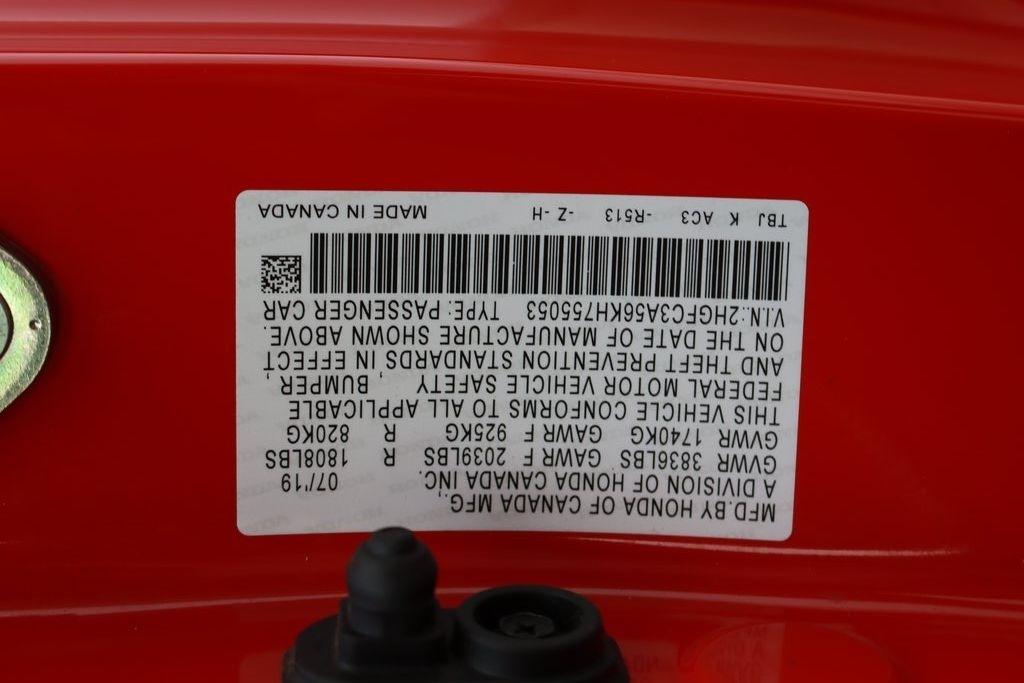 MFD.BY HONDA OF CANADA MFG.,
A DIVISION OF HONDA CANADA INC. 07/19
GVWR 3836LBS GAWR F 2039LBS R 1808LBS
GVWR 1740KG GAWR F 925KG R 820KG
THIS VEHICLE CONFORMS TO ALL APPLICABLE
FEDERAL MOTOR VEHICLE SAFETY , BUMPER,
AND THEFT PREVENTION STANDARDS IN EFFECT
ON THE DATE OF MANUFACTURE SHOWN ABOVE.
V.I.N.:2HGFC3A56KH755053 TYPE: PASSENGER CAR
TBJ K AC3 -R513 -Z -H MADE IN CANADA